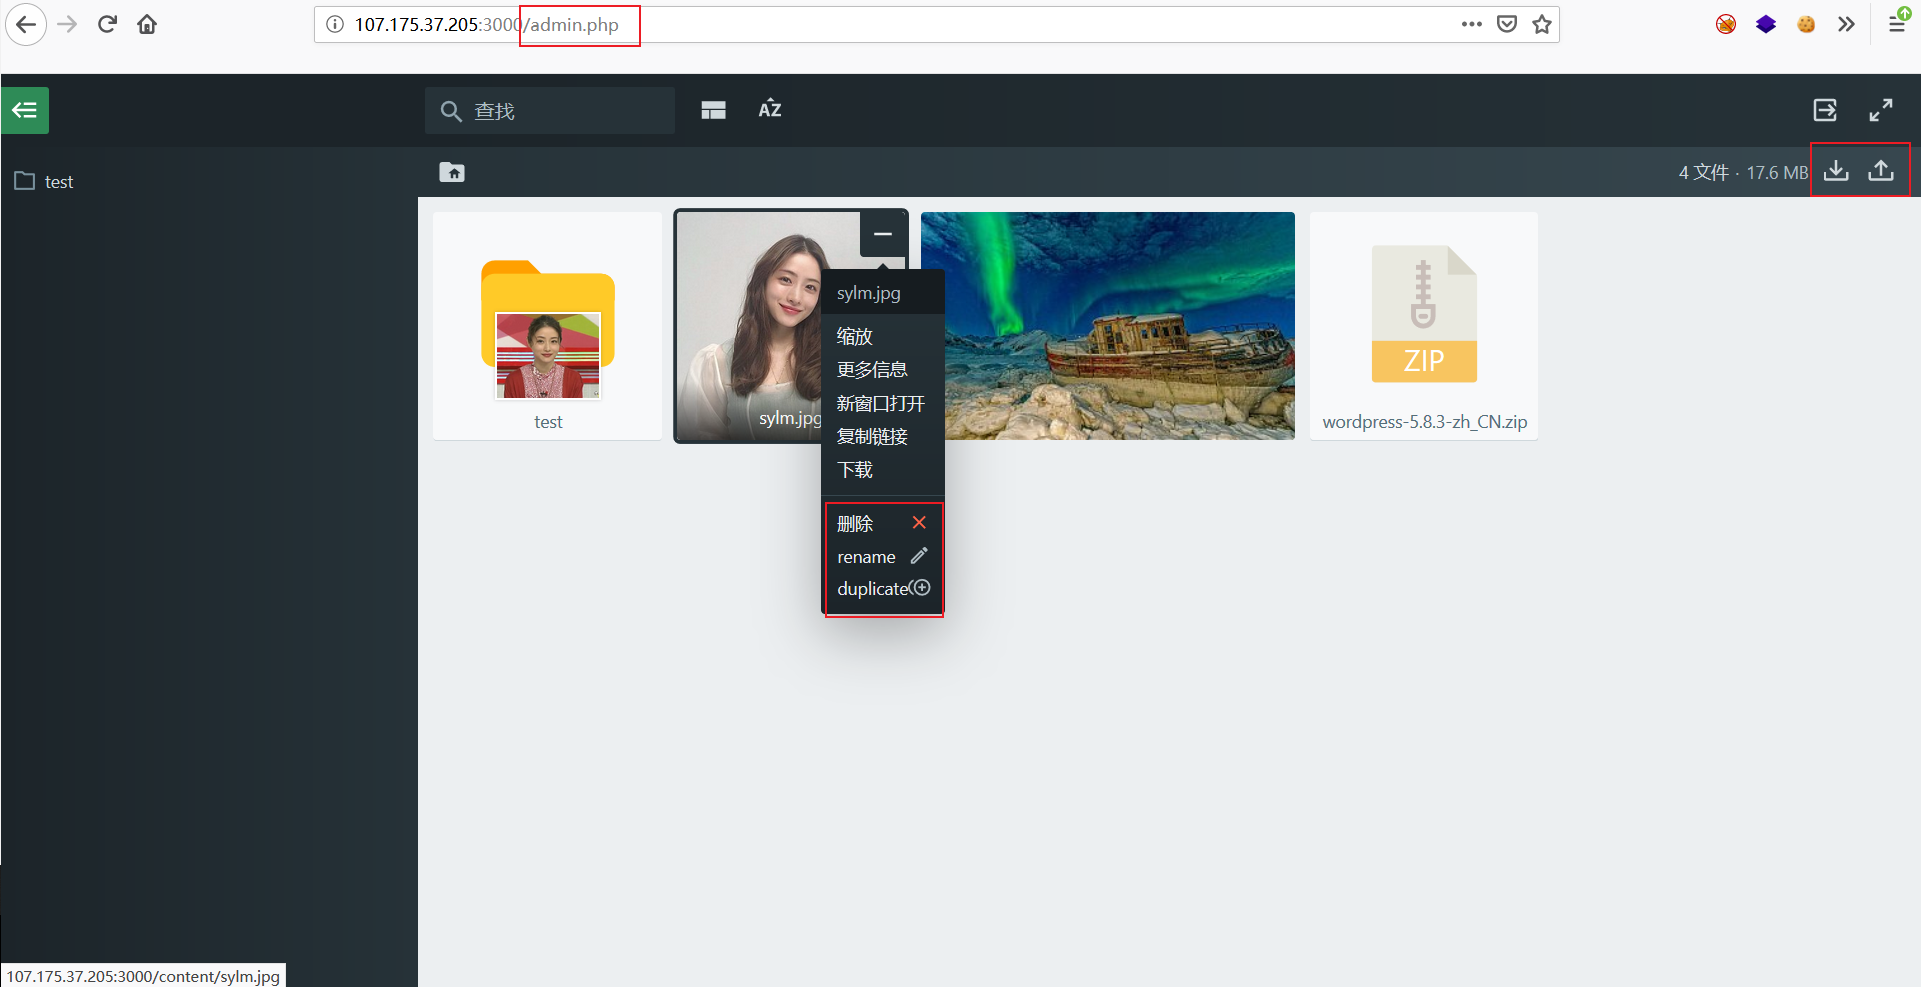 107.175.37.205:3000/admin.php
查找
AZ
test
4 文件 · 17.6 MB
test
sylm.jpg
sylm.jpg
缩放
更多信息
新窗口打开
复制链接
下载
删除
rename
duplicate
ZIP
wordpress-5.8.3-zh_CN.zip
107.175.37.205:3000/content/sylm.jpg